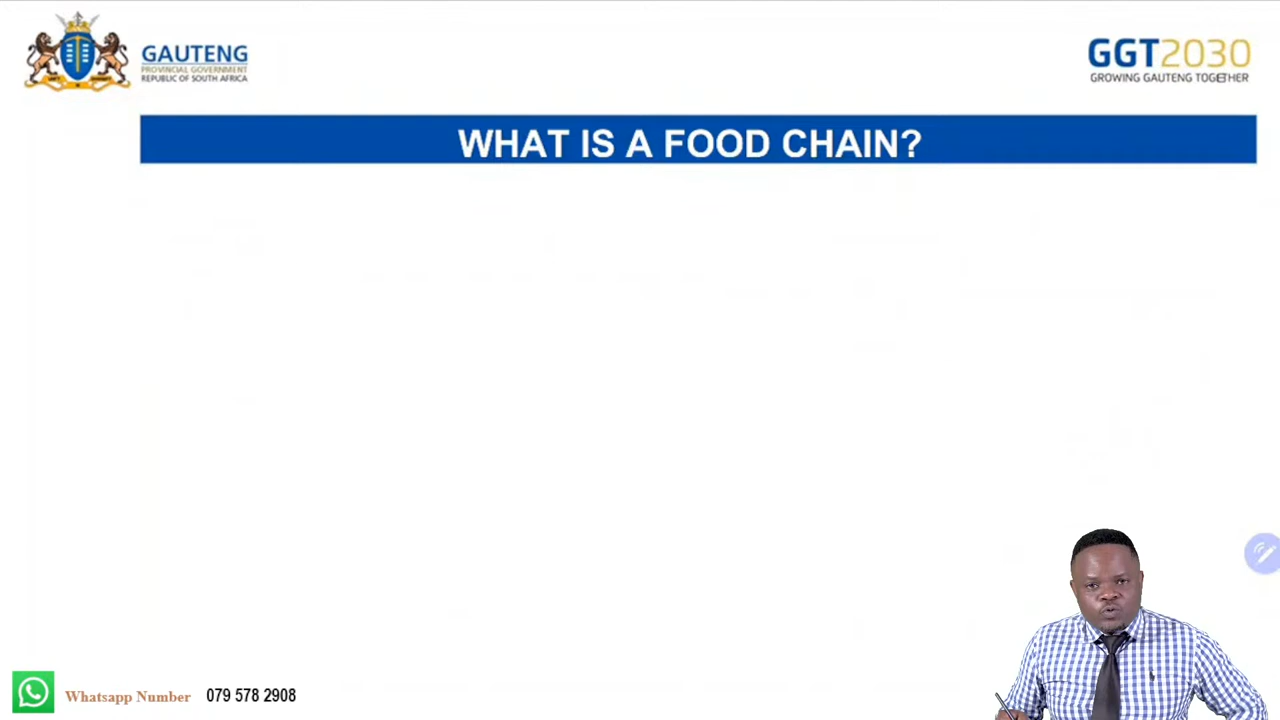 GAUTENG
PROVINCIAL GOVERNMENT
REPUBLIC OF SOUTH AFRICA
GGT2030
GROWING GAUTENG TOGETHER
WHAT IS A FOOD CHAIN?
Whatsapp Number 079 578 2908